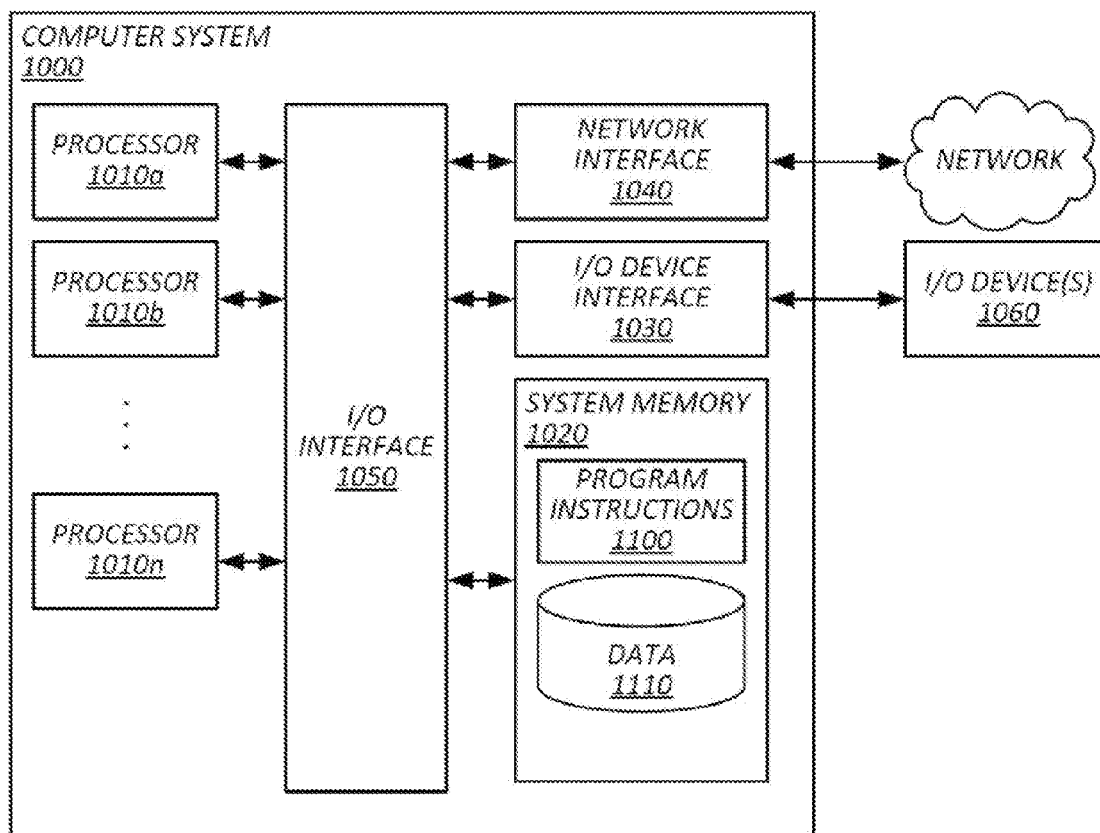 COMPUTER SYSTEM
1000
PROCESSOR
1010a
PROCESSOR
1010b
PROCESSOR
1010n
I/O
INTERFACE
1050
NETWORK
INTERFACE
1040
I/O DEVICE
INTERFACE
1030
SYSTEM MEMORY
1020
PROGRAM
INSTRUCTIONS
1100
DATA
1110
NETWORK
I/O DEVICE(S)
1060